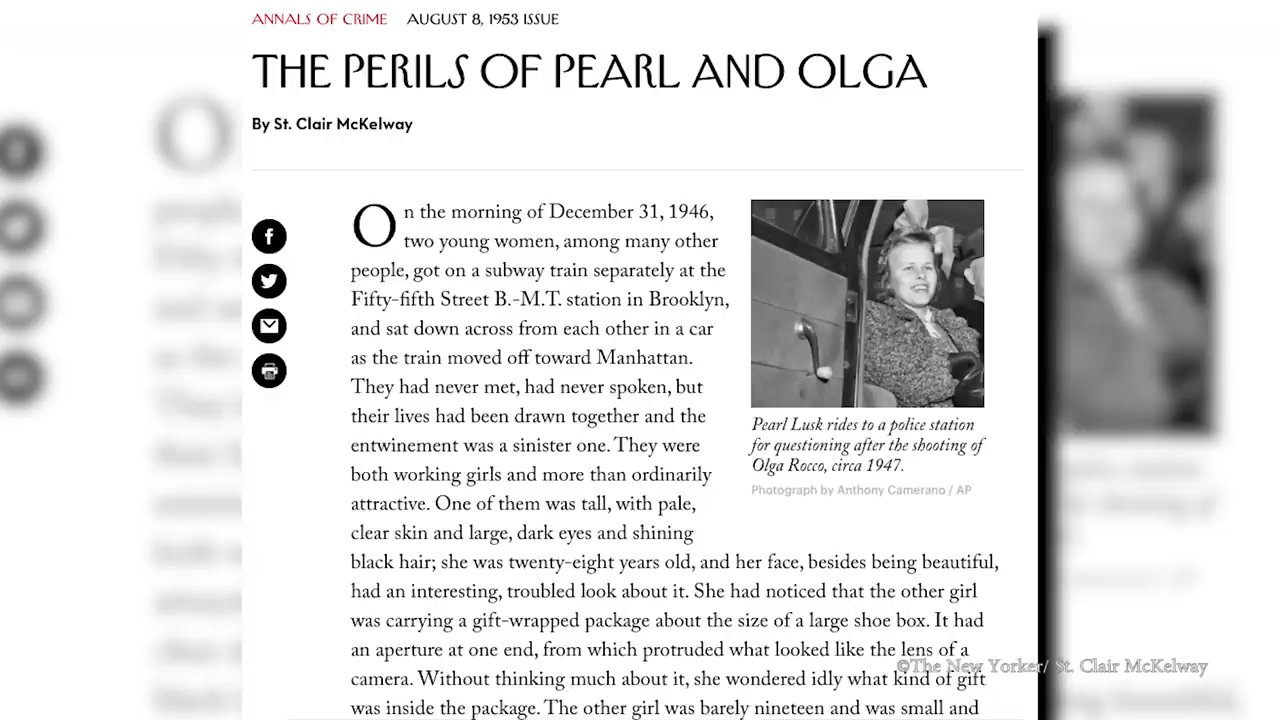 ANNALS OF CRIME AUGUST 8, 1953 ISSUE
THE PERILS OF PEARL AND OLGA
By St. Clair McKelway
On the morning of December 31, 1946,
two young women, among many other
people, got on a subway train separately at the
Fifty-fifth Street B.-M.T. station in Brooklyn,
and sat down across from each other in a car
as the train moved off toward Manhattan.
They had never met, had never spoken, but
their lives had been drawn together and the
entwinement was a sinister one. They were
both working girls and more than ordinarily
attractive. One of them was tall, with pale,
clear skin and large, dark eyes and shining
black hair; she was twenty-eight years old, and her face, besides being beautiful,
had an interesting, troubled look about it. She had noticed that the other girl
was carrying a gift-wrapped package about the size of a large shoe box. It had
an aperture at one end, from which protruded what looked like the lens of a
camera. Without thinking much about it, she wondered idly what kind of gift
was inside the package. The other girl was barely nineteen and was small and
Pearl Lusk rides to a police station
for questioning after the shooting of
Olga Rocco, circa 1947.
Photograph by Anthony Camerano / AP
©The New Yorker/ St. Clair McKelway